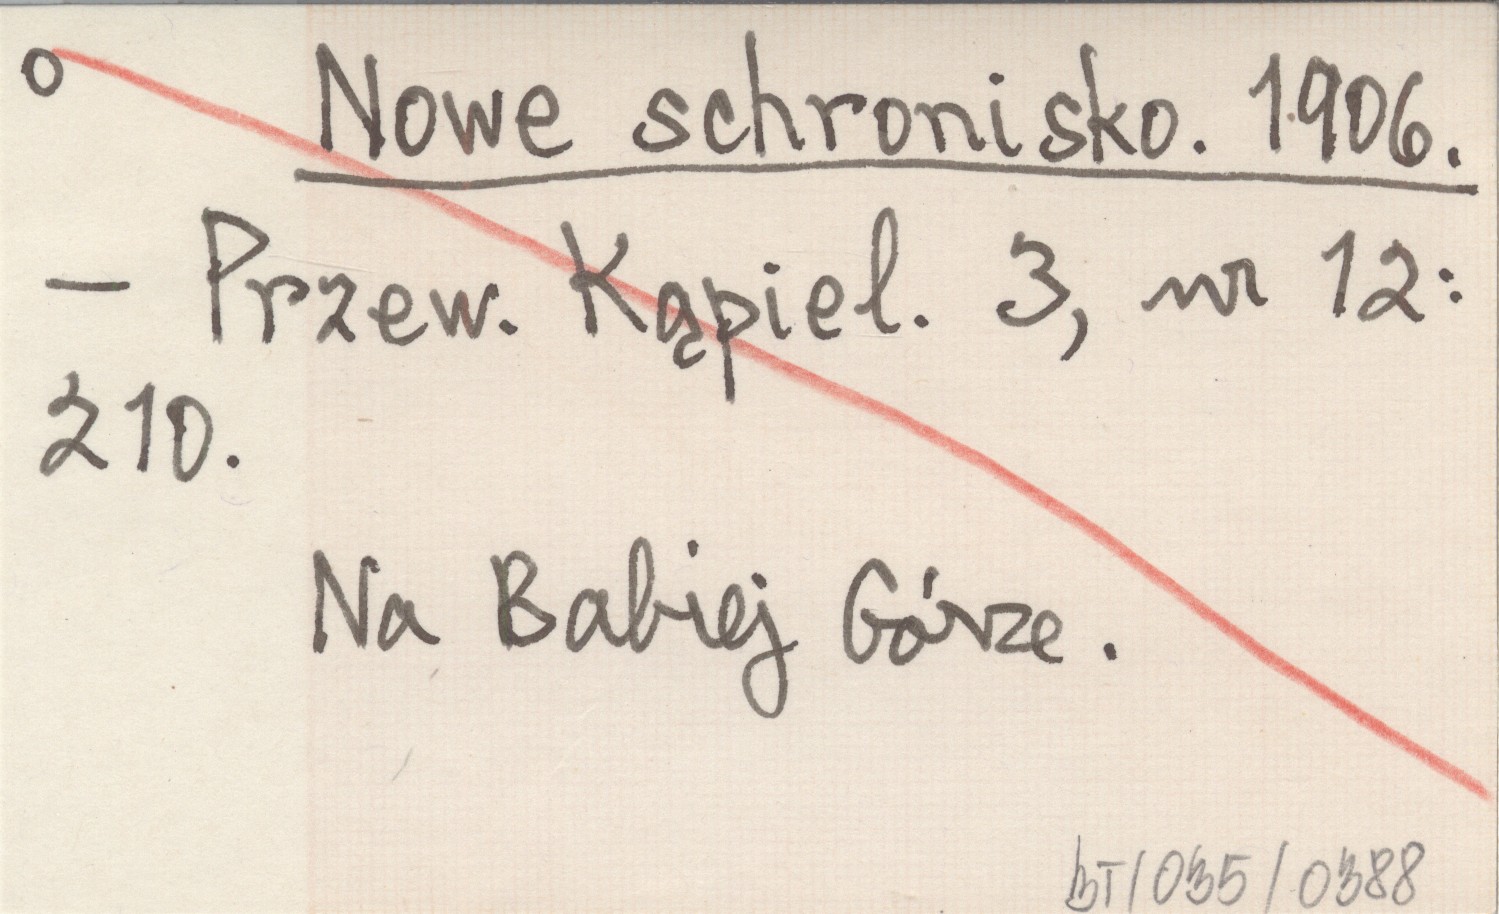 o Nowe schronisko. 1906.
– Przew. Kąpiel. 3, nr 12:
210.
Na Babiej Górze.
BT/035/0388